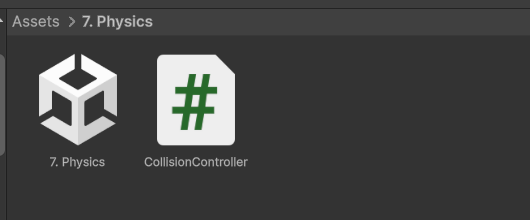 Assets > 7. Physics
#
7. Physics
CollisionController